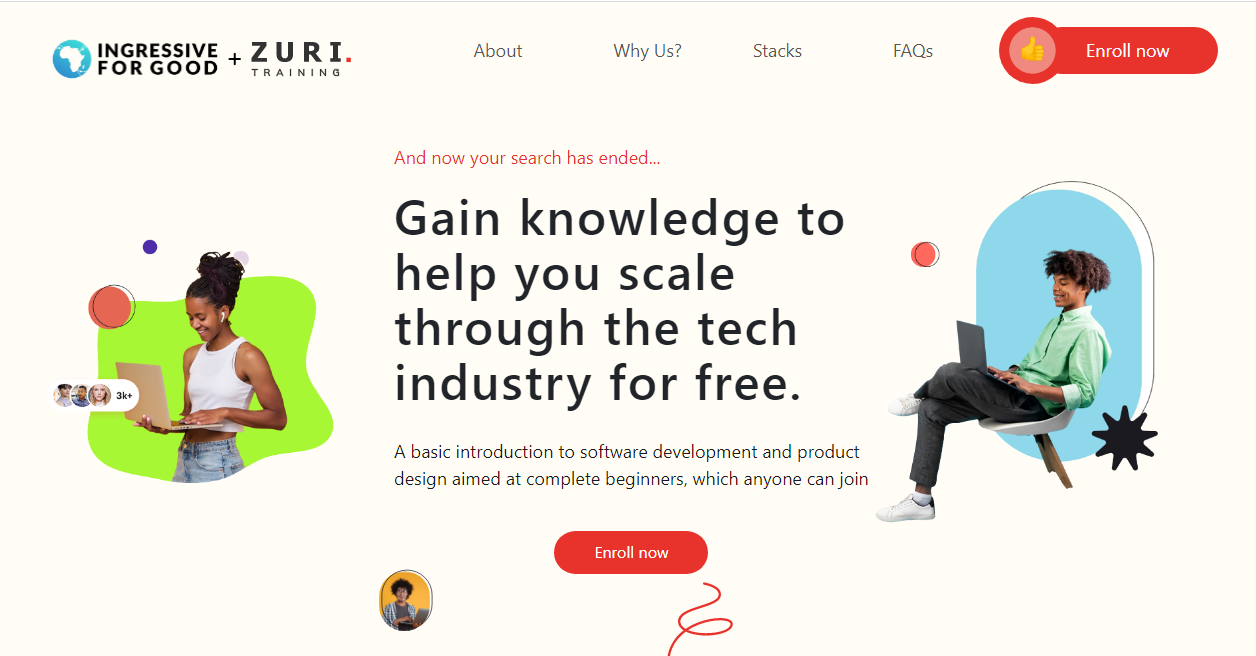 INGRESSIVE
FOR GOOD
+
ZURI.
TRAINING
About
Why Us?
Stacks
FAQs
Enroll now
And now your search has ended...
Gain knowledge to
help you scale
through the tech
industry for free.
3k+
A basic introduction to software development and product
design aimed at complete beginners, which anyone can join
Enroll now